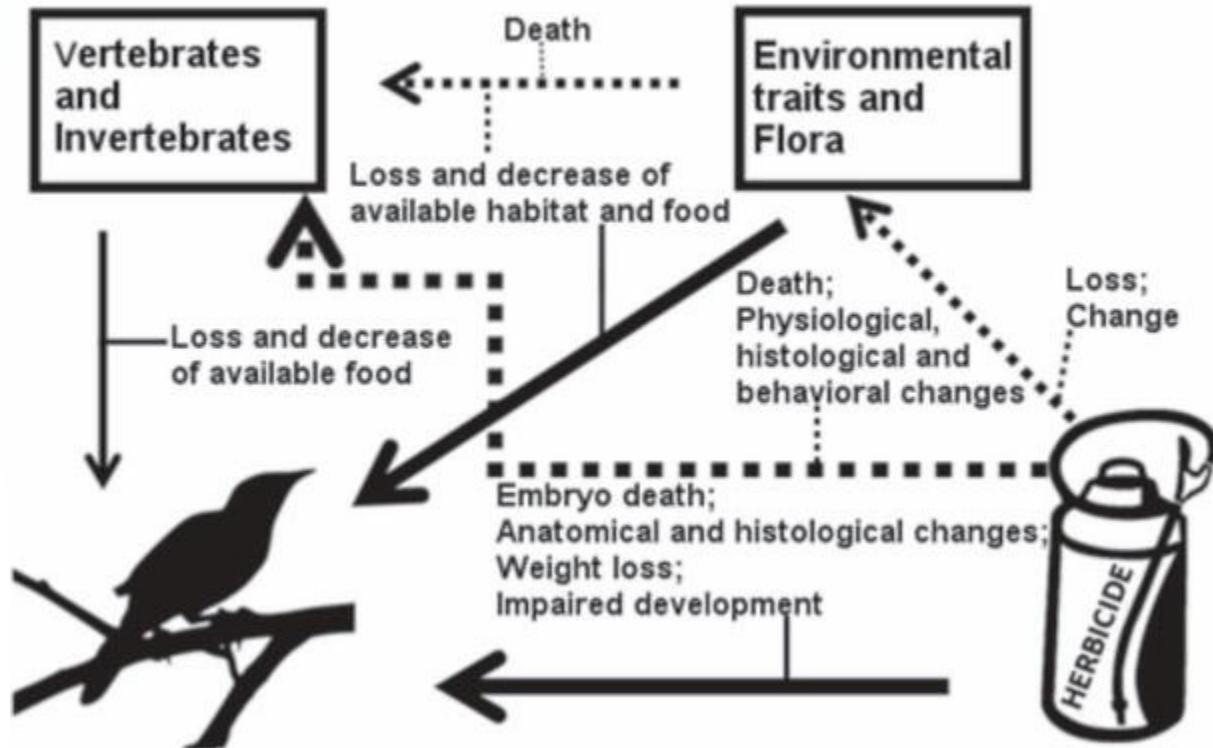 Death
Vertebrates
and
Invertebrates
Environmental
traits and
Flora
Loss and decrease of
available habitat and food
Death;
Physiological,
histological and
behavioral changes
Loss;
Change
Loss and decrease
of available food
Embryo death;
Anatomical and histological changes;
Weight loss;
Impaired development
HERBICIDE